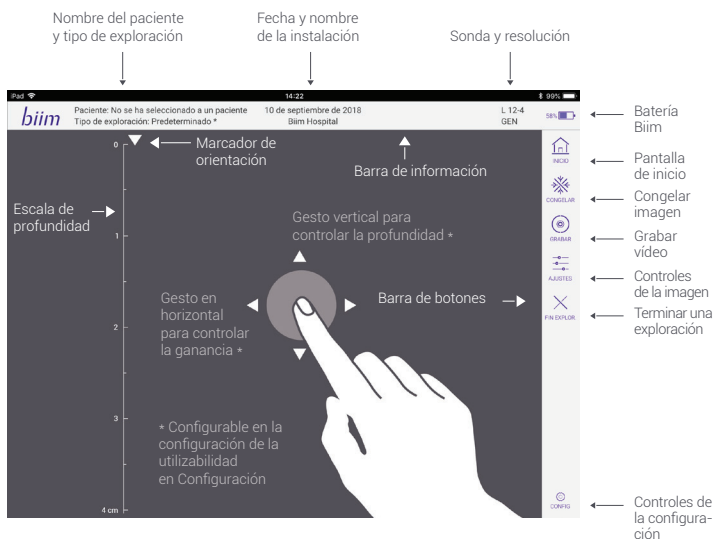 Nombre del paciente
y tipo de exploración
Fecha y nombre
de la instalación
Sonda y resolución
iPad
14:22
99%
biim
Paciente: No se ha seleccionado a un paciente
Tipo de exploración: Predeterminado *
10 de septiembre de 2018
Biim Hospital
L 12-4
GEN
58%
Batería
Biim
0
Marcador de
orientación
Barra de información
INICIO
Pantalla
de inicio
CONGELAR
Congelar
imagen
Escala de
profundidad
1
Gesto vertical para
controlar la profundidad *
GRABAR
Grabar
vídeo
AJUSTES
Controles
de la imagen
Gesto en
horizontal
para controlar
la ganancia *
Barra de botones
FIN EXPLOR
Terminar una
exploración
2
3
* Configurable en la
configuración de la
utilizabilidad
en Configuración
4 cm
CONFIG
Controles de
la configura-
ción